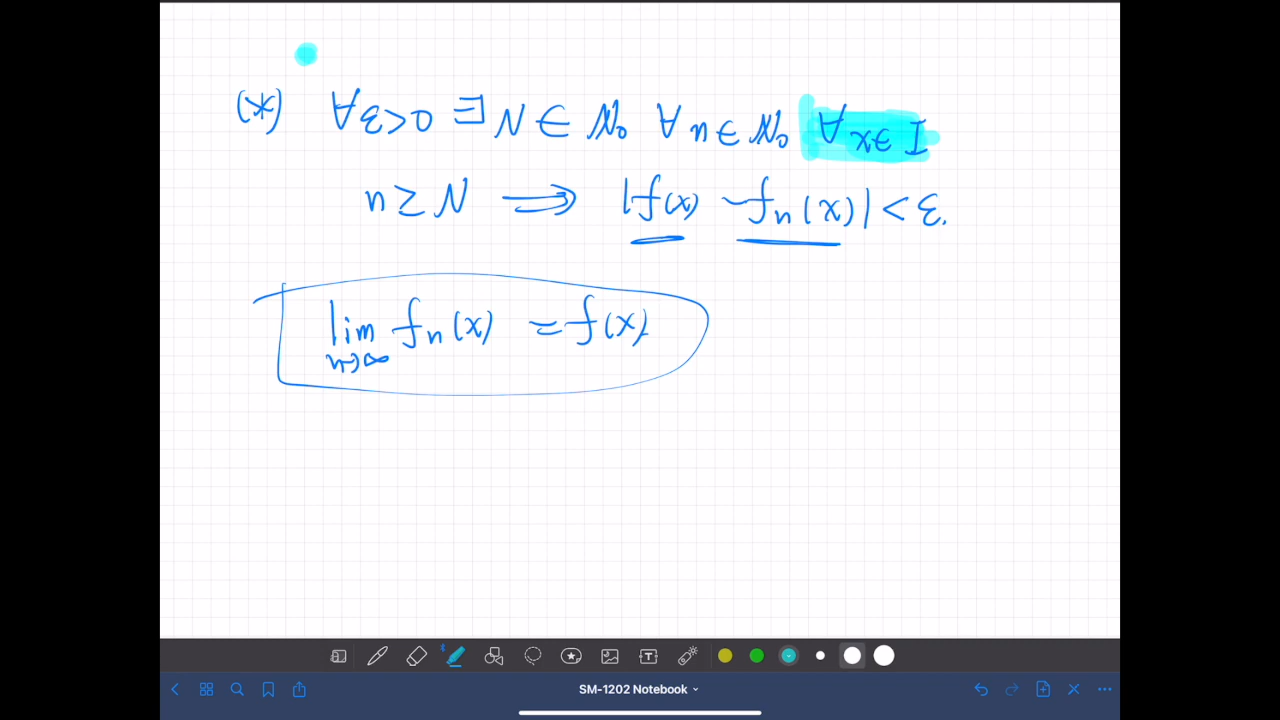 (*) ∀ε>0 ∃N∈ℕ₀ ∀n∈ℕ₀ ∀x∈I
n≥N ⟹ |f(x) - fₙ(x)| < ε.
lim fₙ(x) = f(x)
n→∞
SM-1202 Notebook